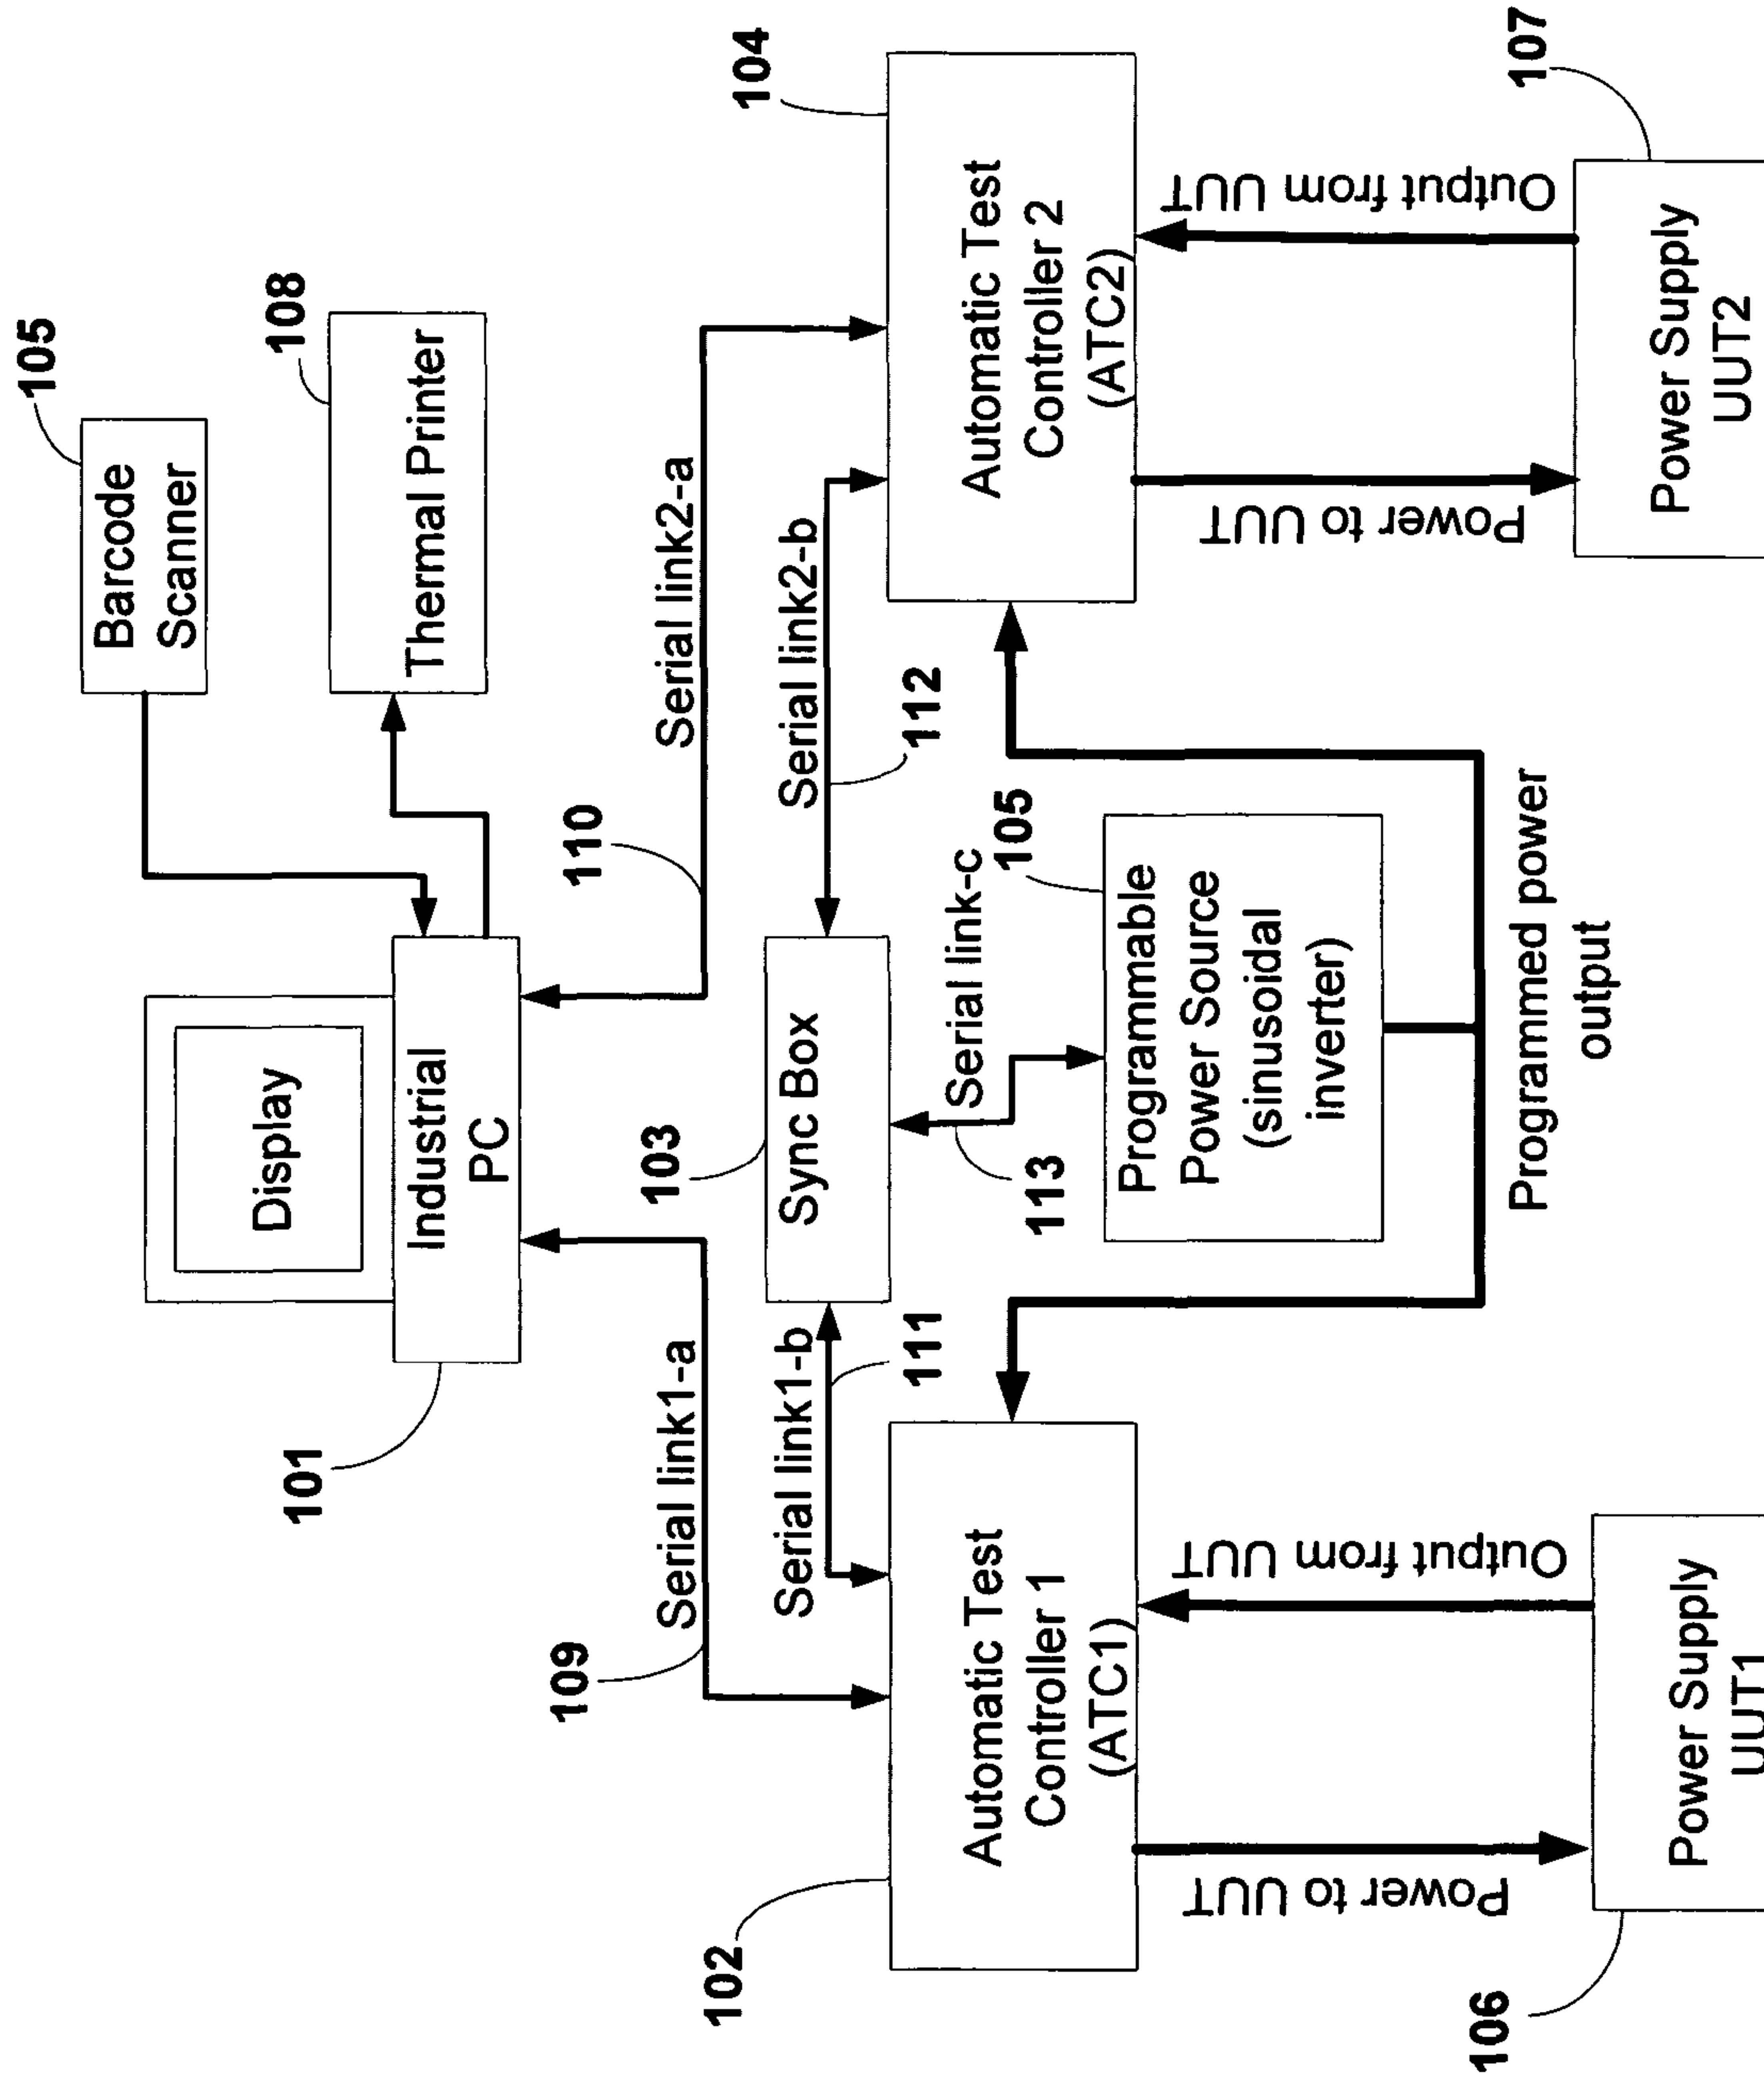 105
Barcode
Scanner
108
Thermal Printer
Display
Industrial
PC
101
110
Serial link2-a
109
Serial link1-a
103
Sync Box
Serial link1-b
111
Serial link2-b
112
Serial link-c
113
105
Programmable
Power Source
(sinusoidal
inverter)
Programmed power
output
102
Automatic Test
Controller 1
(ATC1)
104
Automatic Test
Controller 2
(ATC2)
Power to UUT
Output from UUT
Power to UUT
Output from UUT
106
Power Supply
UUT1
107
Power Supply
UUT2